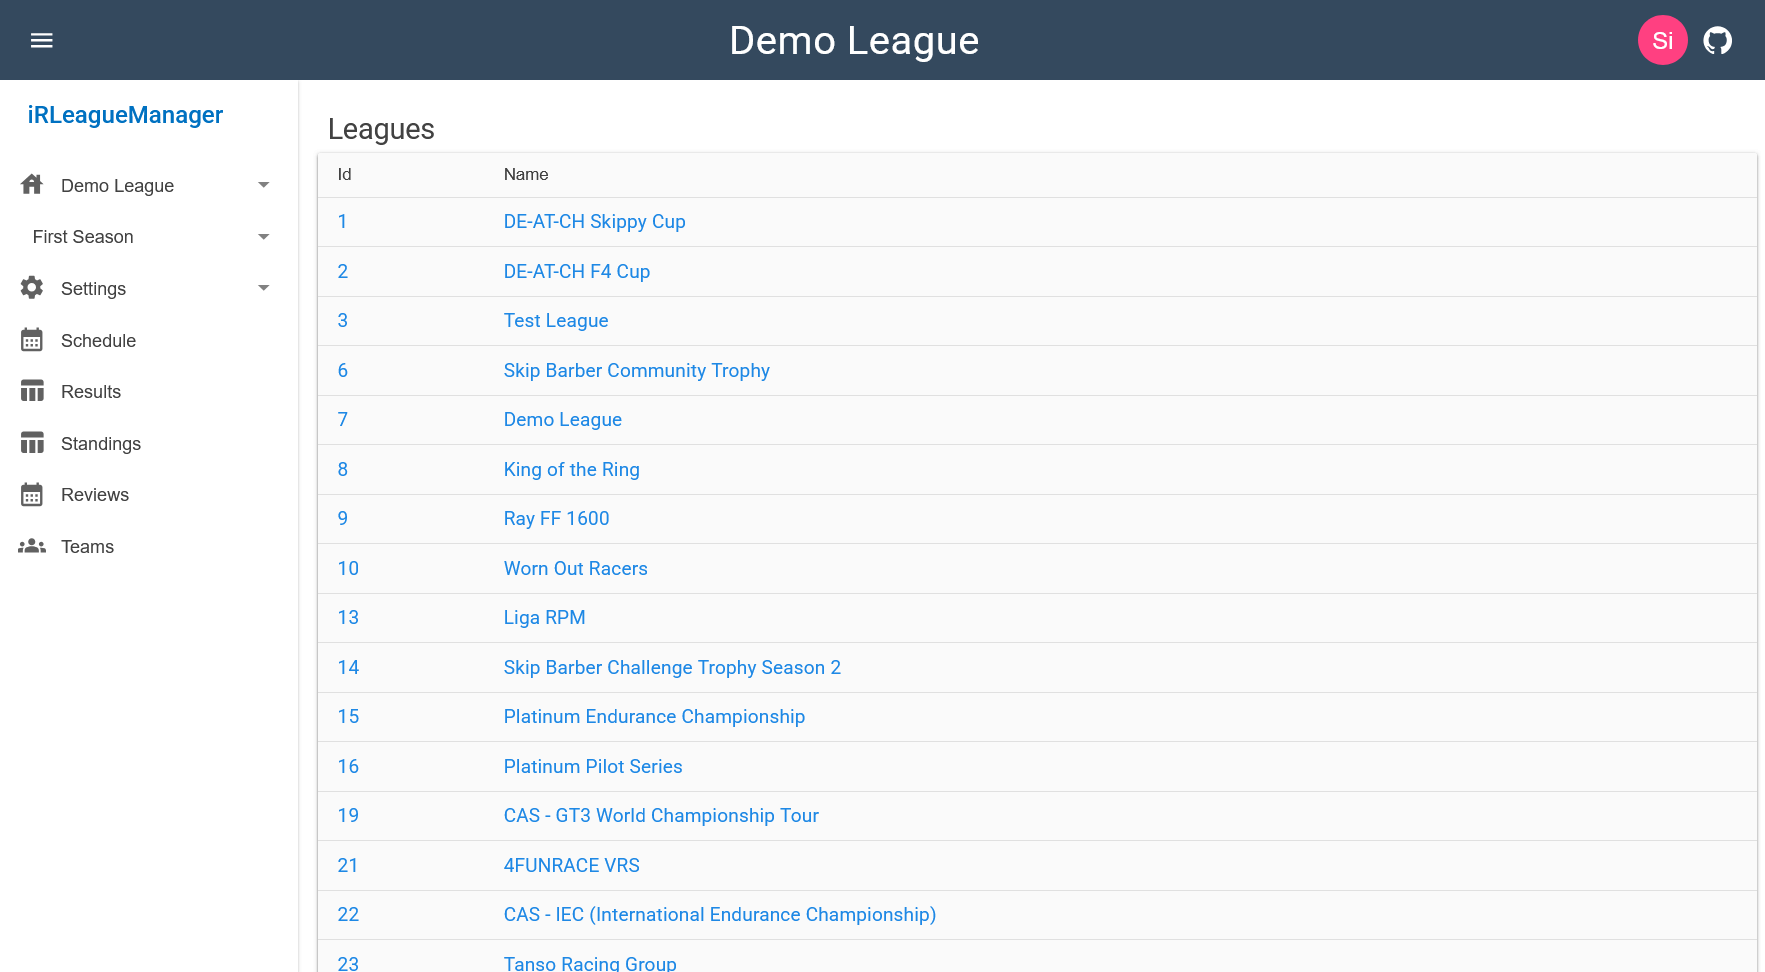 Demo League
Si
iRLeagueManager
Demo League
First Season
Settings
Schedule
Results
Standings
Reviews
Teams
Leagues
Id Name
1 DE-AT-CH Skippy Cup
2 DE-AT-CH F4 Cup
3 Test League
6 Skip Barber Community Trophy
7 Demo League
8 King of the Ring
9 Ray FF 1600
10 Worn Out Racers
13 Liga RPM
14 Skip Barber Challenge Trophy Season 2
15 Platinum Endurance Championship
16 Platinum Pilot Series
19 CAS - GT3 World Championship Tour
21 4FUNRACE VRS
22 CAS - IEC (International Endurance Championship)
23 Tanso Racing Group